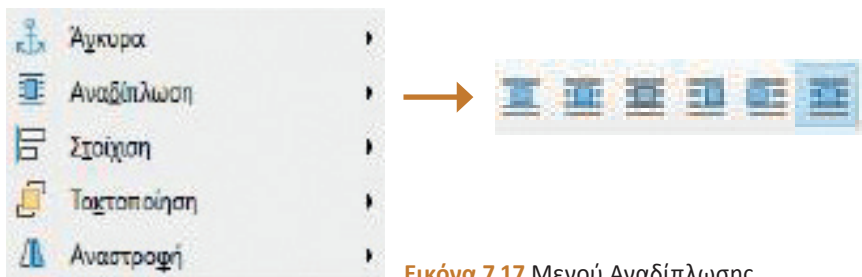 Άγκυρα
Αναδίπλωση
Στοίχιση
Τακτοποίηση
Αναστροφή
Εικόνα 7.17 Μενού Αναδίπλωσης